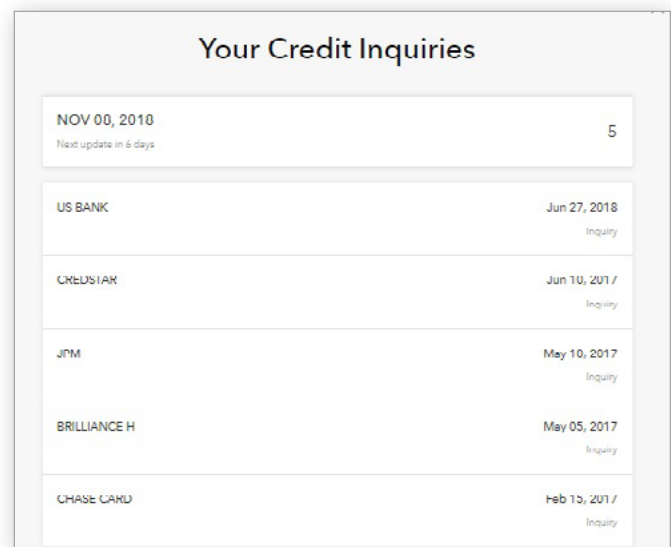 Your Credit Inquiries
NOV 08, 2018
5
Next update in 6 days
US BANK
Jun 27, 2018
Inquiry
CREDSTAR
Jun 10, 2017
Inquiry
JPM
May 10, 2017
Inquiry
BRILLIANCE H
May 05, 2017
Inquiry
CHASE CARD
Feb 15, 2017
Inquiry